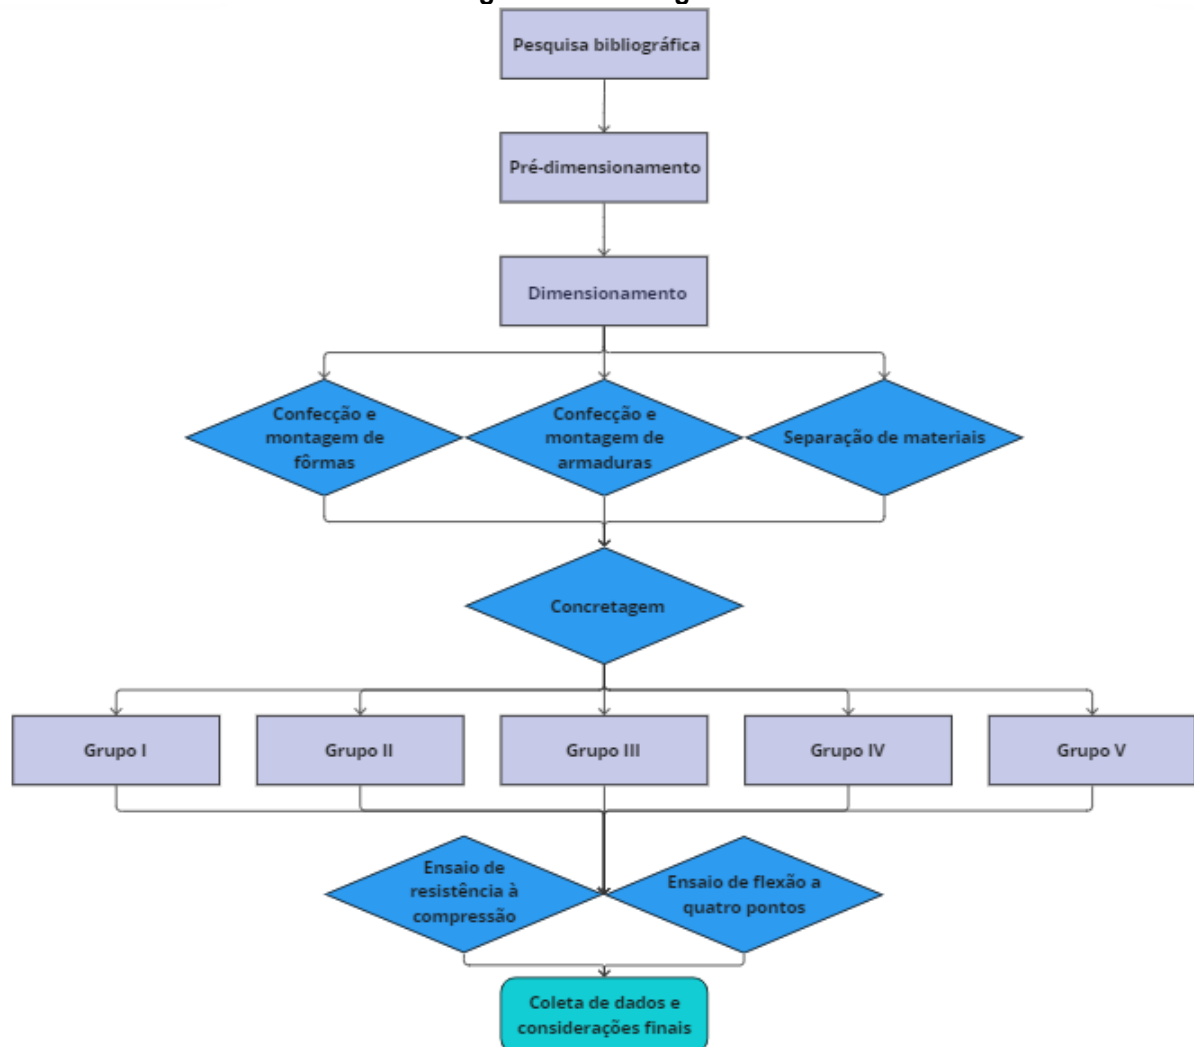 Pesquisa bibliográfica
Pré-dimensionamento
Dimensionamento
Confecção e
montagem de
fôrmas
Confecção e
montagem de
armaduras
Separação de materiais
Concretagem
Grupo I
Grupo II
Grupo III
Grupo IV
Grupo V
Ensaio de
resistência à
compressão
Ensaio de flexão a
quatro pontos
Coleta de dados e
considerações finais